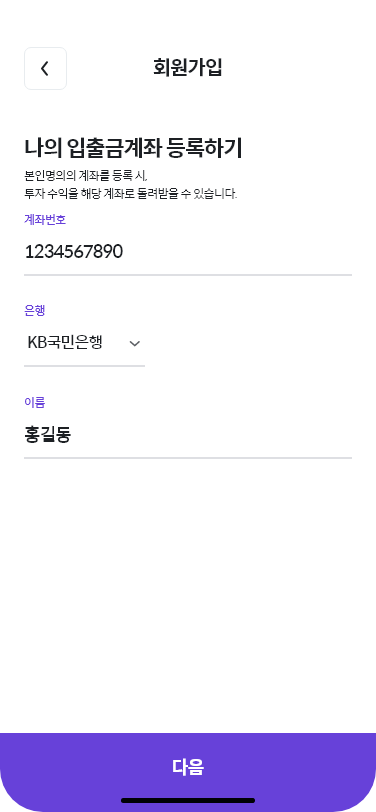 회원가입
나의 입출금계좌 등록하기
본인명의의 계좌를 등록 시,
투자 수익을 해당 계좌로 돌려받을 수 있습니다.
계좌번호
1234567890
은행
KB국민은행
이름
홍길동
다음